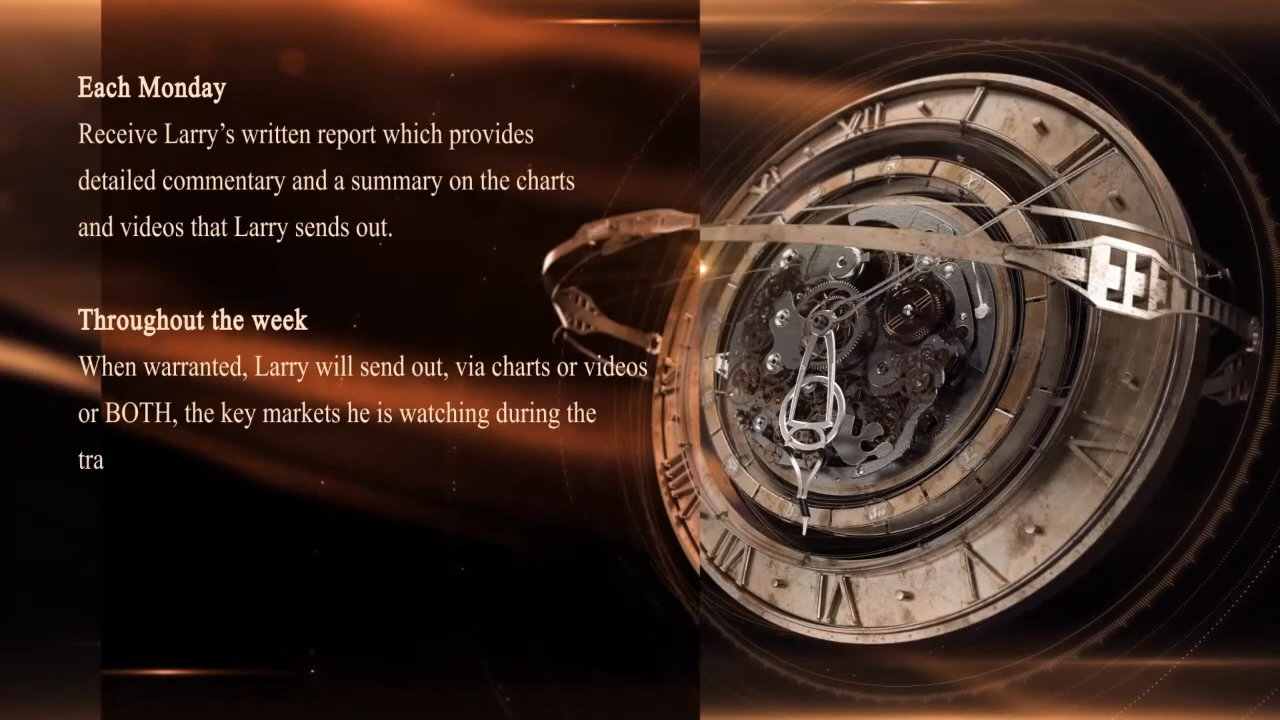 Each Monday
Receive Larry’s written report which provides
detailed commentary and a summary on the charts
and videos that Larry sends out.
Throughout the week
When warranted, Larry will send out, via charts or videos
or BOTH, the key markets he is watching during the
tra